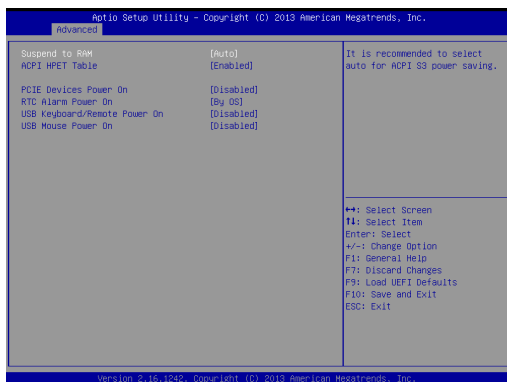 Aptio Setup Utility – Copyright (C) 2013 American Megatrends, Inc.
Advanced
Suspend to RAM [Auto]
ACPI HPET Table [Enabled]
PCIE Devices Power On [Disabled]
RTC Alarm Power On [By OS]
USB Keyboard/Remote Power On [Disabled]
USB Mouse Power On [Disabled]
It is recommended to select
auto for ACPI S3 power saving.
↔: Select Screen
↑↓: Select Item
Enter: Select
+/-: Change Option
F1: General Help
F7: Discard Changes
F9: Load UEFI Defaults
F10: Save and Exit
ESC: Exit
Version 2.16.1242. Copyright (C) 2013 American Megatrends, Inc.